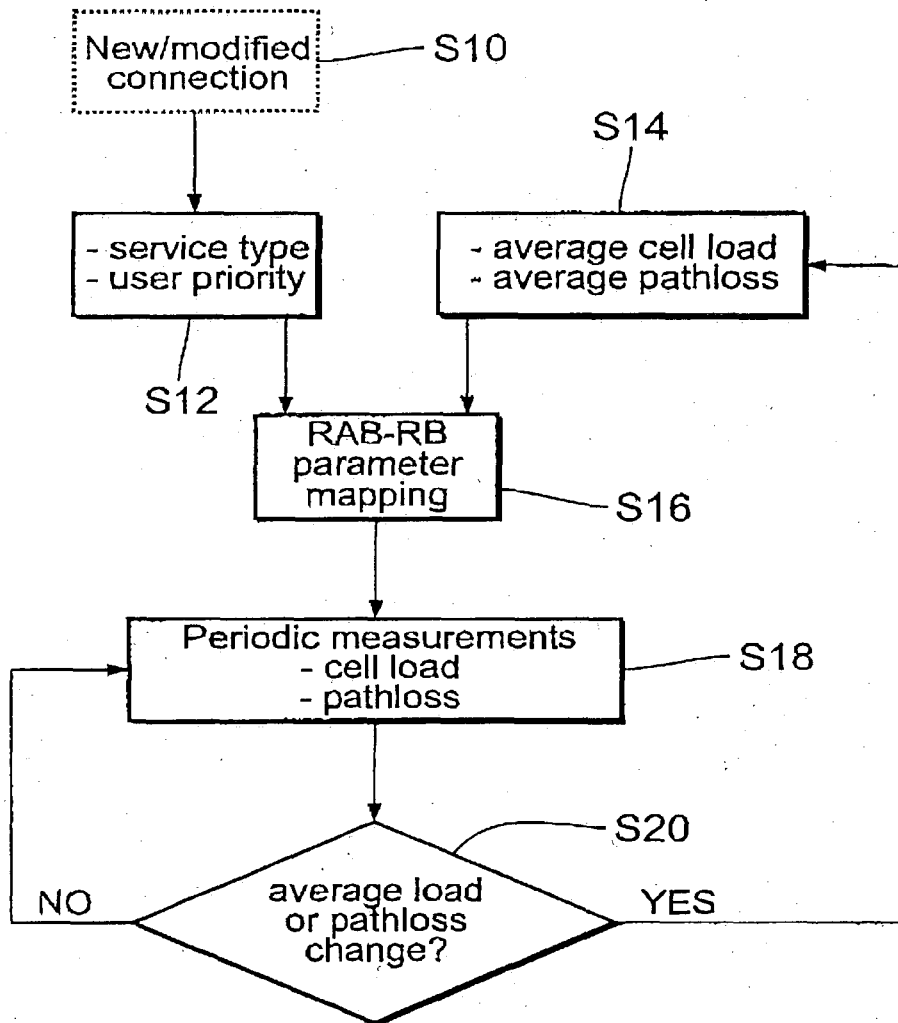 New/modified
connection
S10
S14
- service type
- user priority
- average cell load
- average pathloss
S12
RAB-RB
parameter
mapping
S16
Periodic measurements
- cell load
- pathloss
S18
S20
NO
average load
or pathloss
change?
YES